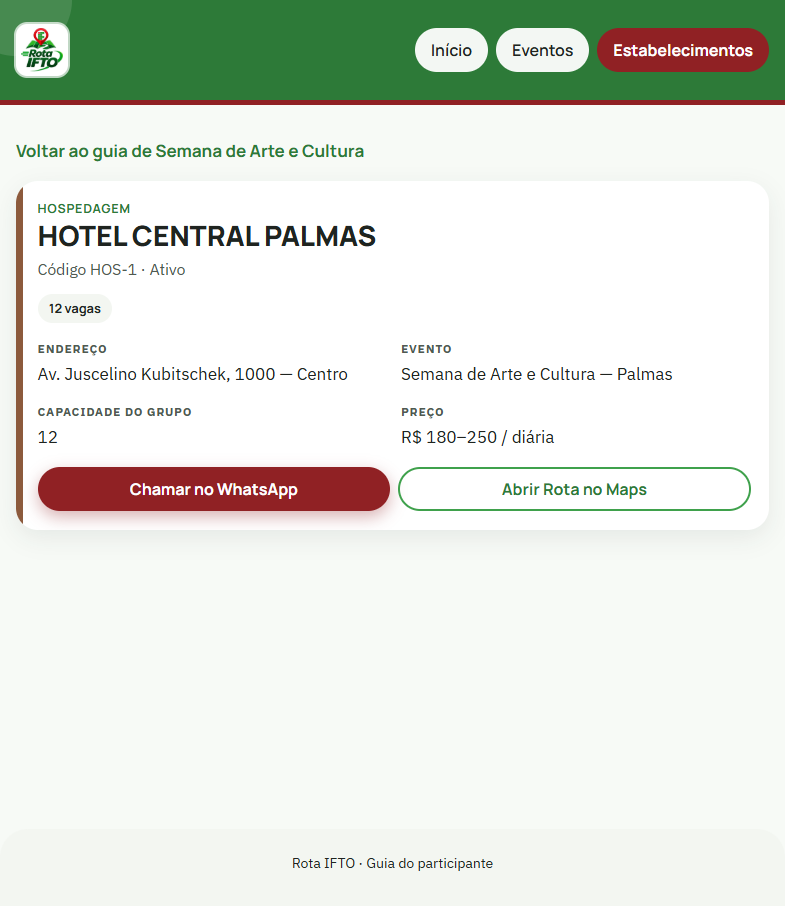 Rota
IFTO
Início
Eventos
Estabelecimentos
Voltar ao guia de Semana de Arte e Cultura
HOSPEDAGEM
HOTEL CENTRAL PALMAS
Código HOS-1 · Ativo
12 vagas
ENDEREÇO
Av. Juscelino Kubitschek, 1000 — Centro
EVENTO
Semana de Arte e Cultura — Palmas
CAPACIDADE DO GRUPO
12
PREÇO
R$ 180–250 / diária
Chamar no WhatsApp
Abrir Rota no Maps
Rota IFTO · Guia do participante